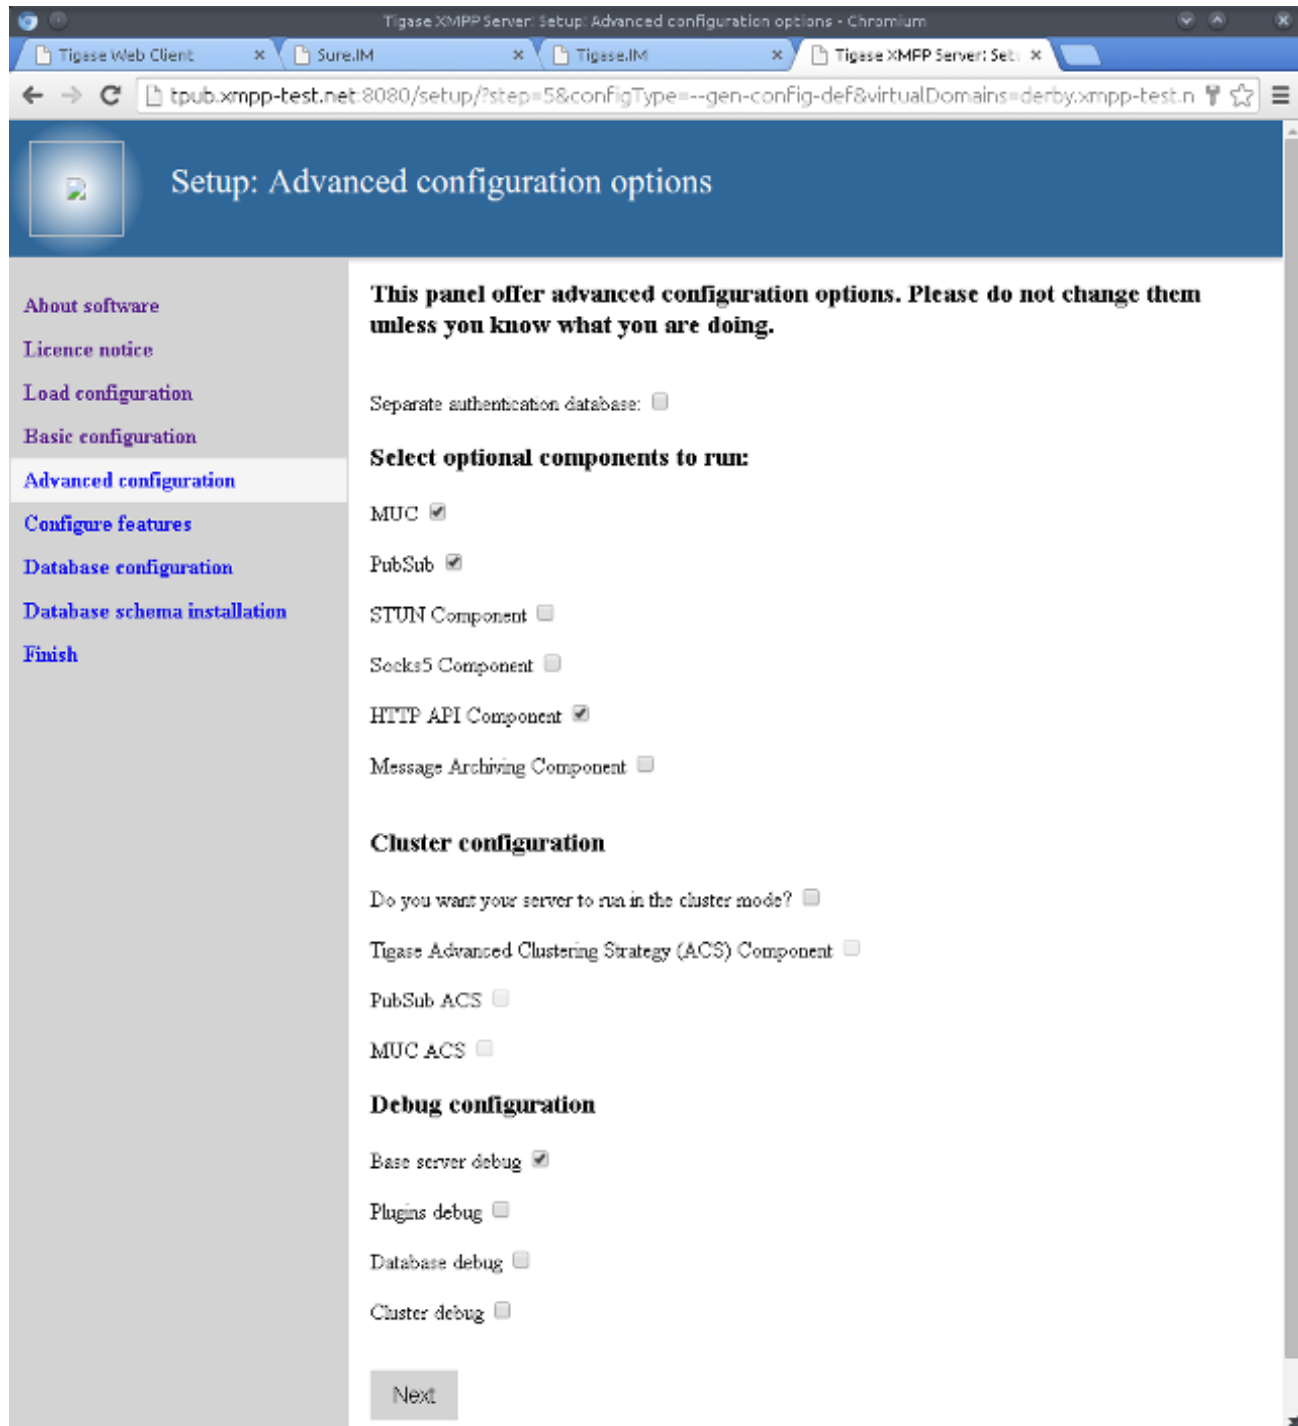 Tigase XMPP Server: Setup: Advanced configuration options - Chromium
Tigase Web Client
Sure.IM
Tigase.IM
Tigase XMPP Server: Setu
tpub.xmpp-test.net:8080/setup/?step=5&configType=--gen-config-def&virtualDomains=derby.xmpp-test.n
Setup: Advanced configuration options
About software
Licence notice
Load configuration
Basic configuration
Advanced configuration
Configure features
Database configuration
Database schema installation
Finish
This panel offer advanced configuration options. Please do not change them
unless you know what you are doing.
Separate authentication database:
Select optional components to run:
MUC
PubSub
STUN Component
Socks5 Component
HTTP API Component
Message Archiving Component
Cluster configuration
Do you want your server to run in the cluster mode?
Tigase Advanced Clustering Strategy (ACS) Component
PubSub ACS
MUC ACS
Debug configuration
Base server debug
Plugins debug
Database debug
Cluster debug
Next